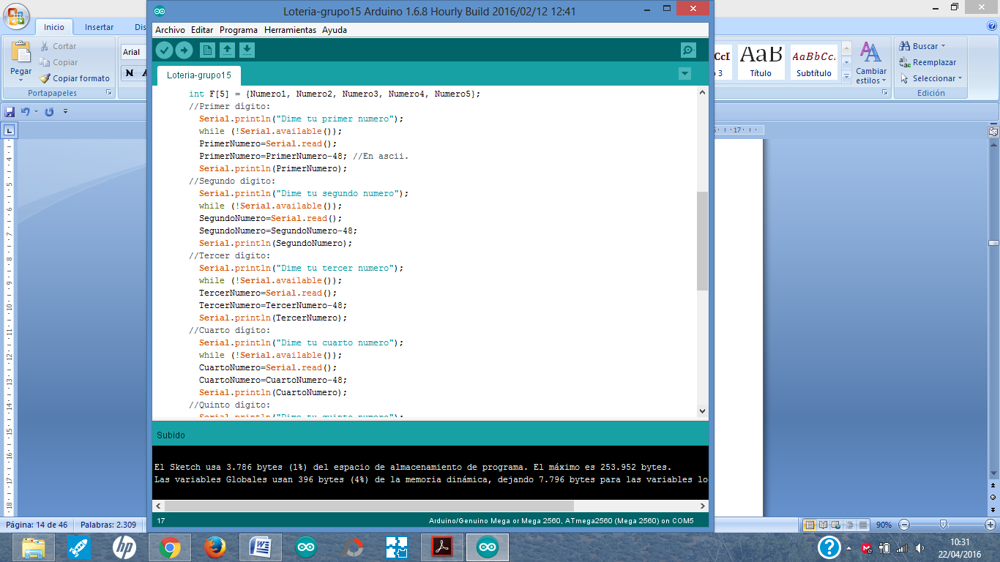 Loteria-grupo15 Arduino 1.6.8 Hourly Build 2016/02/12 12:41
Inicio
Insertar
Cortar
Copiar
Copiar formato
Pegar
Portapapeles
Arial
N
Título
Subtítulo
Cambiar estilos
Buscar
Reemplazar
Seleccionar
Edición
Archivo Editar Programa Herramientas Ayuda
Loteria-grupo15
int F[5] = {Numero1, Numero2, Numero3, Numero4, Numero5};
//Primer dígito:
Serial.println("Dime tu primer numero");
while (!Serial.available());
PrimerNumero=Serial.read();
PrimerNumero=PrimerNumero-48; //En ascii.
Serial.println(PrimerNumero);
//Segundo dígito:
Serial.println("Dime tu segundo numero");
while (!Serial.available());
SegundoNumero=Serial.read();
SegundoNumero=SegundoNumero-48;
Serial.println(SegundoNumero);
//Tercer dígito:
Serial.println("Dime tu tercer numero");
while (!Serial.available());
TercerNumero=Serial.read();
TercerNumero=TercerNumero-48;
Serial.println(TercerNumero);
//Cuarto dígito:
Serial.println("Dime tu cuarto numero");
while (!Serial.available());
CuartoNumero=Serial.read();
CuartoNumero=CuartoNumero-48;
Serial.println(CuartoNumero);
//Quinto dígito:
Serial.println("Dime tu quinto numero");
Subido
El Sketch usa 3.786 bytes (1%) del espacio de almacenamiento de programa. El máximo es 253.952 bytes.
Las variables Globales usan 396 bytes (4%) de la memoria dinámica, dejando 7.796 bytes para las variables lo
17
Arduino/Genuino Mega or Mega 2560, ATmega2560 (Mega 2560) on COM5
Página: 14 de 46
Palabras: 2.309
90%
10:31
22/04/2016